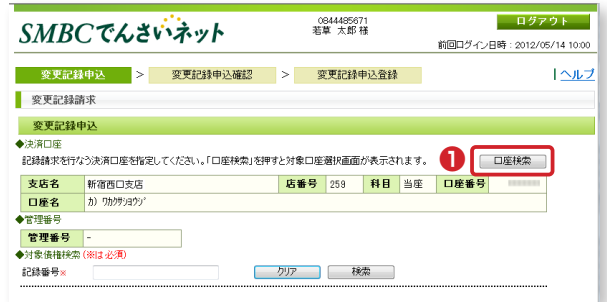 SMBCでんさいネット
0844485671
若草 太郎 様
ログアウト
前回ログイン日時：2012/05/14 10:00
変更記録申込 > 変更記録申込確認 > 変更記録申込登録
ヘルプ
変更記録請求
変更記録申込
◆決済口座
記録請求を行なう決済口座を指定してください。「口座検索」を押すと対象口座選択画面が表示されます。 1 口座検索
支店名 新宿西口支店 店番号 259 科目 当座 口座番号
口座名 カ）ワカクサシヨウジ
◆管理番号
管理番号 -
◆対象債権検索（※は必須）
記録番号※ クリア 検索